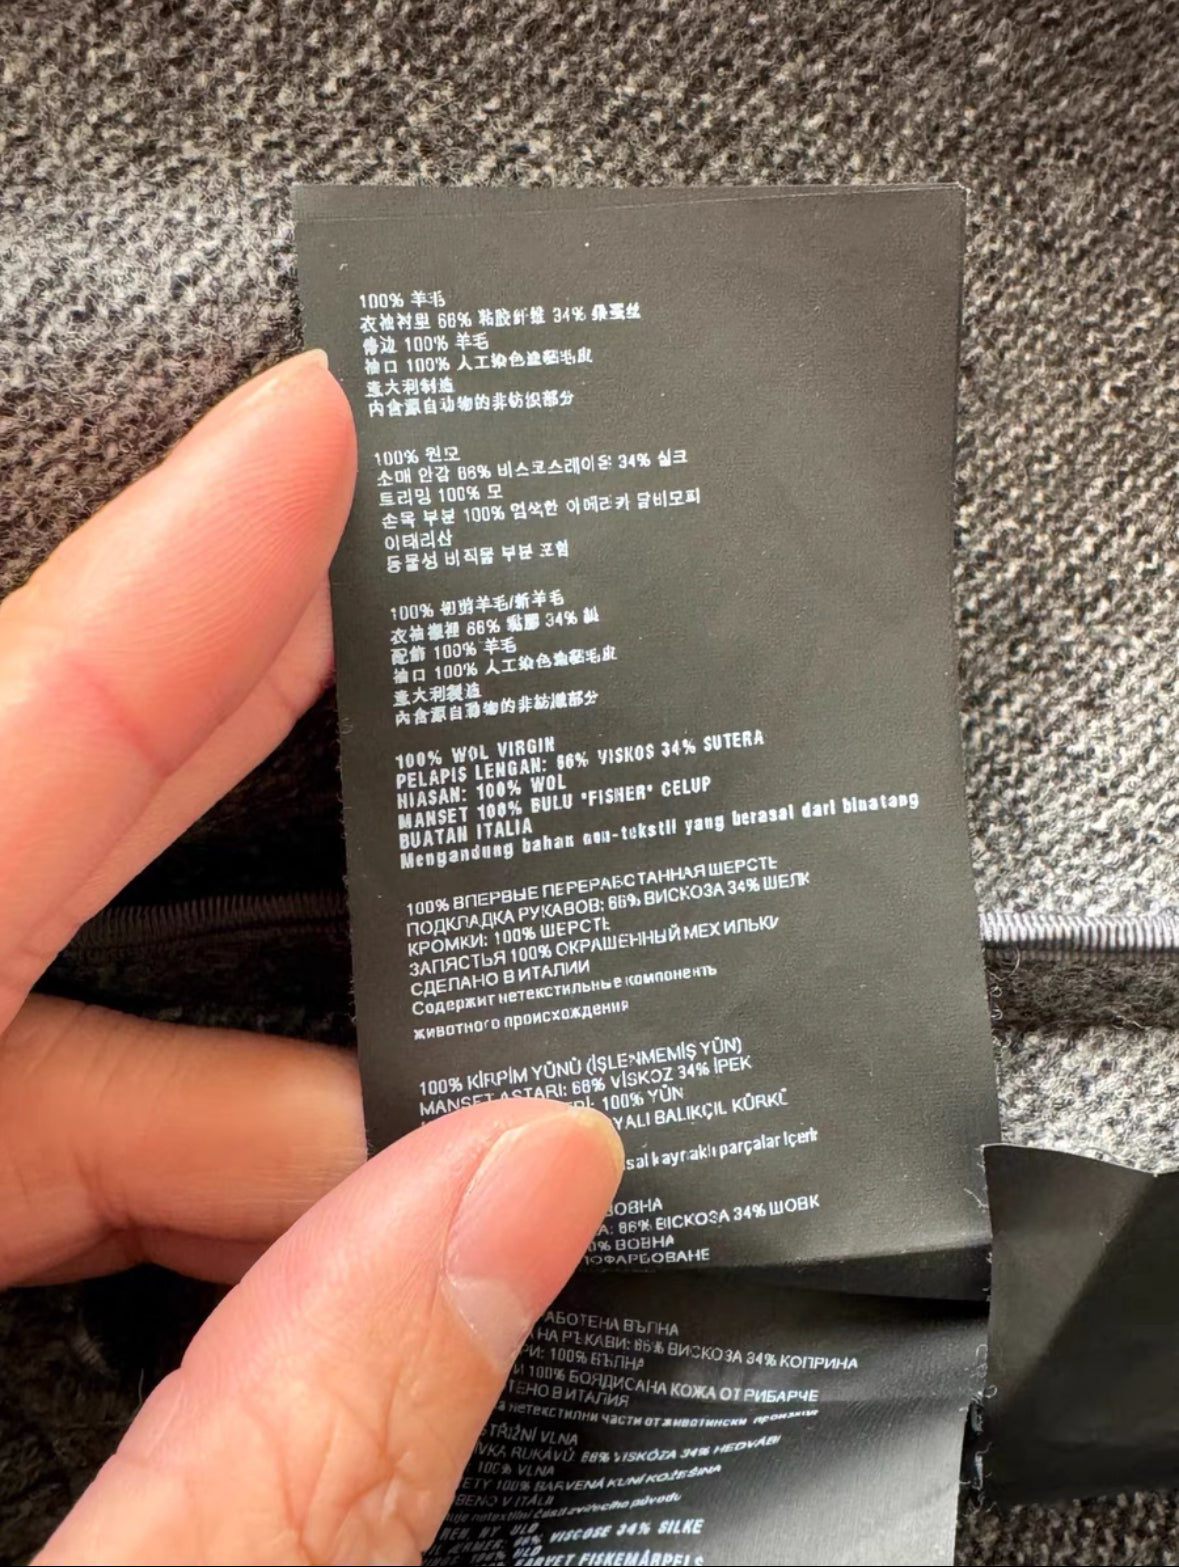 100% 羊毛
衣袖衬里 66% 粘胶纤维 34% 桑蚕丝
饰边 100% 羊毛
袖口 100% 人工染色渔貂毛皮
意大利制造
内含源自动物的非纺织部分
100% 원모
소매 안감 66% 비스코스레이온 34% 실크
트리밍 100% 모
손목 부분 100% 염색한 아메리카 담비모피
이태리산
동물성 비직물 부분 포함
100% 初剪羊毛/新羊毛
衣袖襯裡 66% 黏膠 34% 絲
配飾 100% 羊毛
袖口 100% 人工染色漁貂毛皮
意大利製造
內含源自動物的非紡織部分
100% WOL VIRGIN
PELAPIS LENGAN: 66% VISKOS 34% SUTERA
HIASAN: 100% WOL
MANSET 100% BULU "FISHER" CELUP
BUATAN ITALIA
Mengandung bahan non-tekstil yang berasal dari binatang
100% ВПЕРВЫЕ ПЕРЕРАБОТАННАЯ ШЕРСТЬ
ПОДКЛАДКА РУКАВОВ: 66% ВИСКОЗА 34% ШЕЛК
КРОМКИ: 100% ШЕРСТЬ
ЗАПЯСТЬЯ 100% ОКРАШЕННЫЙ МЕХ ИЛЬКИ
СДЕЛАНО В ИТАЛИИ
Содержит нетекстильные компоненты
животного происхождения
100% KIRPIM YÜNÜ (İŞLENMEMİŞ YÜN)
MANSET ASTARI: 66% VİSKOZ 34% İPEK
: 100% YÜN
BALIKÇIL KÜRKÜ
kaynaklı parçalar içerir
ВОВНА
66% ВІСКОЗА 34% ШОВК
ВОВНА
ПОФАРБОВАНЕ
ВЪЛНА
НА РЪКАВИ: 66% ВИСКОЗА 34% КОПРИНА
100% ВЪЛНА
100% БОЯДИСАНА КОЖА ОТ РИБАРЧЕ
В ИТАЛИЯ
нетекстилни части от животински
STŘIŽNÍ VLNA
RUKÁVŮ: 66% VISKÓZA 34% HEDVÁBÍ
100% VLNA
100% BARVENÁ KUNÍ KOŽEŠINA
V ITÁLII
netextilní části zvířecího původu
NY ULD
VISCOSE 34% SILKE
100% ULD
FARVET FISKEMÅRPELS